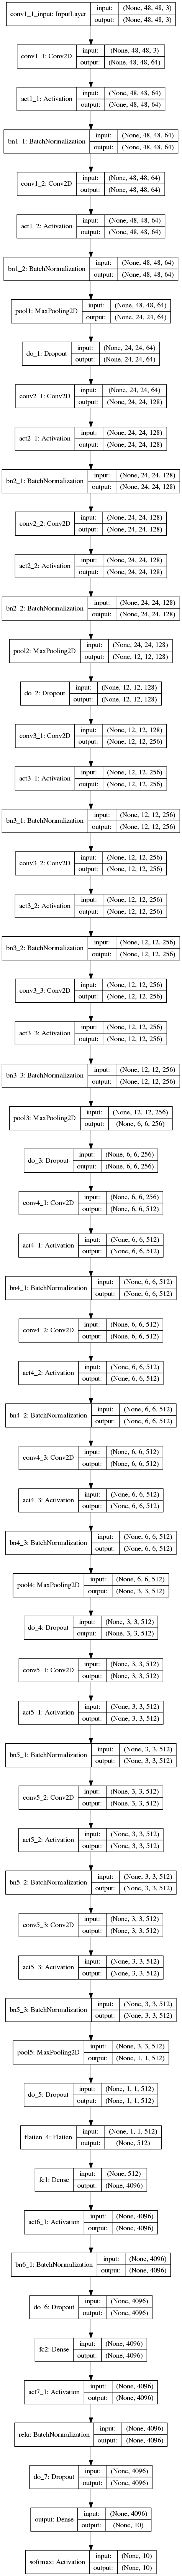 conv1_1_input: InputLayer input: (None, 48, 48, 3)
output: (None, 48, 48, 3)
conv1_1: Conv2D input: (None, 48, 48, 3)
output: (None, 48, 48, 64)
act1_1: Activation input: (None, 48, 48, 64)
output: (None, 48, 48, 64)
bn1_1: BatchNormalization input: (None, 48, 48, 64)
output: (None, 48, 48, 64)
conv1_2: Conv2D input: (None, 48, 48, 64)
output: (None, 48, 48, 64)
act1_2: Activation input: (None, 48, 48, 64)
output: (None, 48, 48, 64)
bn1_2: BatchNormalization input: (None, 48, 48, 64)
output: (None, 48, 48, 64)
pool1: MaxPooling2D input: (None, 48, 48, 64)
output: (None, 24, 24, 64)
do_1: Dropout input: (None, 24, 24, 64)
output: (None, 24, 24, 64)
conv2_1: Conv2D input: (None, 24, 24, 64)
output: (None, 24, 24, 128)
act2_1: Activation input: (None, 24, 24, 128)
output: (None, 24, 24, 128)
bn2_1: BatchNormalization input: (None, 24, 24, 128)
output: (None, 24, 24, 128)
conv2_2: Conv2D input: (None, 24, 24, 128)
output: (None, 24, 24, 128)
act2_2: Activation input: (None, 24, 24, 128)
output: (None, 24, 24, 128)
bn2_2: BatchNormalization input: (None, 24, 24, 128)
output: (None, 24, 24, 128)
pool2: MaxPooling2D input: (None, 24, 24, 128)
output: (None, 12, 12, 128)
do_2: Dropout input: (None, 12, 12, 128)
output: (None, 12, 12, 128)
conv3_1: Conv2D input: (None, 12, 12, 128)
output: (None, 12, 12, 256)
act3_1: Activation input: (None, 12, 12, 256)
output: (None, 12, 12, 256)
bn3_1: BatchNormalization input: (None, 12, 12, 256)
output: (None, 12, 12, 256)
conv3_2: Conv2D input: (None, 12, 12, 256)
output: (None, 12, 12, 256)
act3_2: Activation input: (None, 12, 12, 256)
output: (None, 12, 12, 256)
bn3_2: BatchNormalization input: (None, 12, 12, 256)
output: (None, 12, 12, 256)
conv3_3: Conv2D input: (None, 12, 12, 256)
output: (None, 12, 12, 256)
act3_3: Activation input: (None, 12, 12, 256)
output: (None, 12, 12, 256)
bn3_3: BatchNormalization input: (None, 12, 12, 256)
output: (None, 12, 12, 256)
pool3: MaxPooling2D input: (None, 12, 12, 256)
output: (None, 6, 6, 256)
do_3: Dropout input: (None, 6, 6, 256)
output: (None, 6, 6, 256)
conv4_1: Conv2D input: (None, 6, 6, 256)
output: (None, 6, 6, 512)
act4_1: Activation input: (None, 6, 6, 512)
output: (None, 6, 6, 512)
bn4_1: BatchNormalization input: (None, 6, 6, 512)
output: (None, 6, 6, 512)
conv4_2: Conv2D input: (None, 6, 6, 512)
output: (None, 6, 6, 512)
act4_2: Activation input: (None, 6, 6, 512)
output: (None, 6, 6, 512)
bn4_2: BatchNormalization input: (None, 6, 6, 512)
output: (None, 6, 6, 512)
conv4_3: Conv2D input: (None, 6, 6, 512)
output: (None, 6, 6, 512)
act4_3: Activation input: (None, 6, 6, 512)
output: (None, 6, 6, 512)
bn4_3: BatchNormalization input: (None, 6, 6, 512)
output: (None, 6, 6, 512)
pool4: MaxPooling2D input: (None, 6, 6, 512)
output: (None, 3, 3, 512)
do_4: Dropout input: (None, 3, 3, 512)
output: (None, 3, 3, 512)
conv5_1: Conv2D input: (None, 3, 3, 512)
output: (None, 3, 3, 512)
act5_1: Activation input: (None, 3, 3, 512)
output: (None, 3, 3, 512)
bn5_1: BatchNormalization input: (None, 3, 3, 512)
output: (None, 3, 3, 512)
conv5_2: Conv2D input: (None, 3, 3, 512)
output: (None, 3, 3, 512)
act5_2: Activation input: (None, 3, 3, 512)
output: (None, 3, 3, 512)
bn5_2: BatchNormalization input: (None, 3, 3, 512)
output: (None, 3, 3, 512)
conv5_3: Conv2D input: (None, 3, 3, 512)
output: (None, 3, 3, 512)
act5_3: Activation input: (None, 3, 3, 512)
output: (None, 3, 3, 512)
bn5_3: BatchNormalization input: (None, 3, 3, 512)
output: (None, 3, 3, 512)
pool5: MaxPooling2D input: (None, 3, 3, 512)
output: (None, 1, 1, 512)
do_5: Dropout input: (None, 1, 1, 512)
output: (None, 1, 1, 512)
flatten_4: Flatten input: (None, 1, 1, 512)
output: (None, 512)
fc1: Dense input: (None, 512)
output: (None, 4096)
act6_1: Activation input: (None, 4096)
output: (None, 4096)
bn6_1: BatchNormalization input: (None, 4096)
output: (None, 4096)
do_6: Dropout input: (None, 4096)
output: (None, 4096)
fc2: Dense input: (None, 4096)
output: (None, 4096)
act7_1: Activation input: (None, 4096)
output: (None, 4096)
relu: BatchNormalization input: (None, 4096)
output: (None, 4096)
do_7: Dropout input: (None, 4096)
output: (None, 4096)
output: Dense input: (None, 4096)
output: (None, 10)
softmax: Activation input: (None, 10)
output: (None, 10)